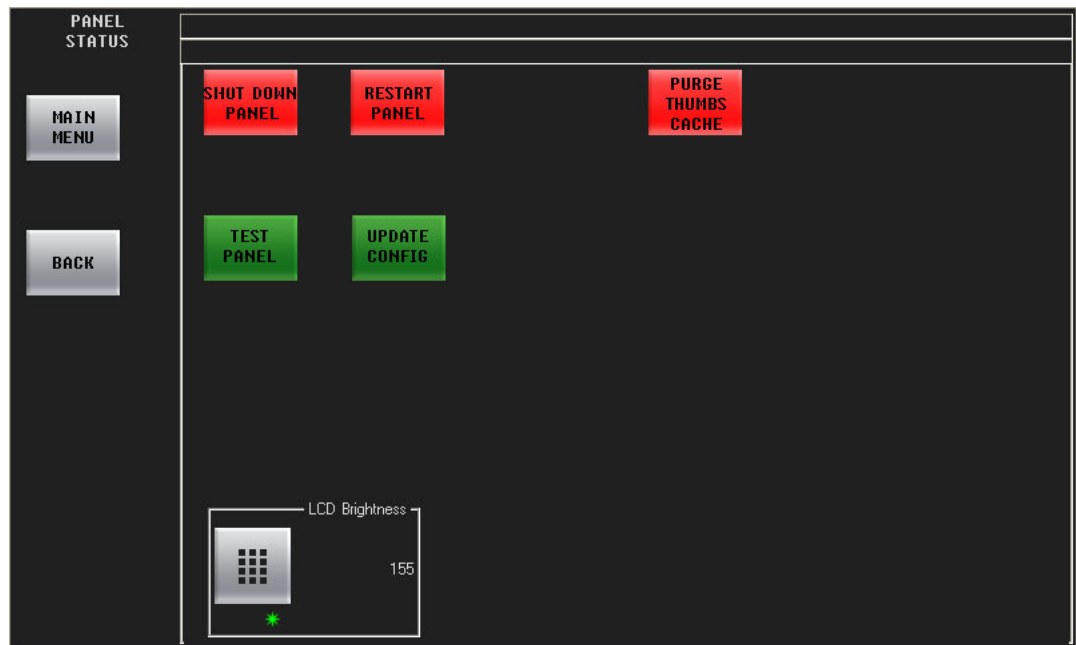 PANEL
STATUS
MAIN
MENU
BACK
SHUT DOWN
PANEL
RESTART
PANEL
PURGE
THUMBS
CACHE
TEST
PANEL
UPDATE
CONFIG
LCD Brightness
155